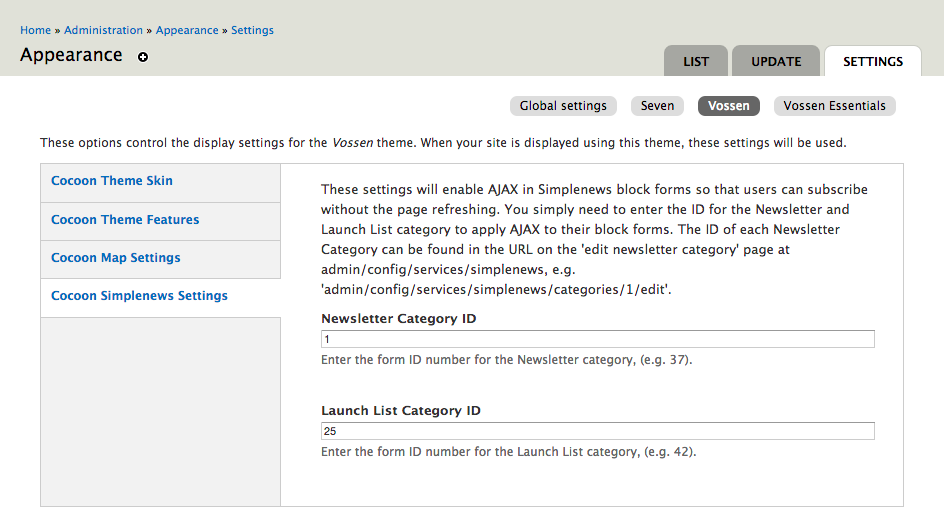 Home » Administration » Appearance » Settings
Appearance
LIST UPDATE SETTINGS
Global settings Seven Vossen Vossen Essentials
These options control the display settings for the Vossen theme. When your site is displayed using this theme, these settings will be used.
Cocoon Theme Skin
Cocoon Theme Features
Cocoon Map Settings
Cocoon Simplenews Settings
These settings will enable AJAX in Simplenews block forms so that users can subscribe
without the page refreshing. You simply need to enter the ID for the Newsletter and
Launch List category to apply AJAX to their block forms. The ID of each Newsletter
Category can be found in the URL on the 'edit newsletter category' page at
admin/config/services/simplenews, e.g.
'admin/config/services/simplenews/categories/1/edit'.
Newsletter Category ID
1
Enter the form ID number for the Newsletter category, (e.g. 37).
Launch List Category ID
25
Enter the form ID number for the Launch List category, (e.g. 42).